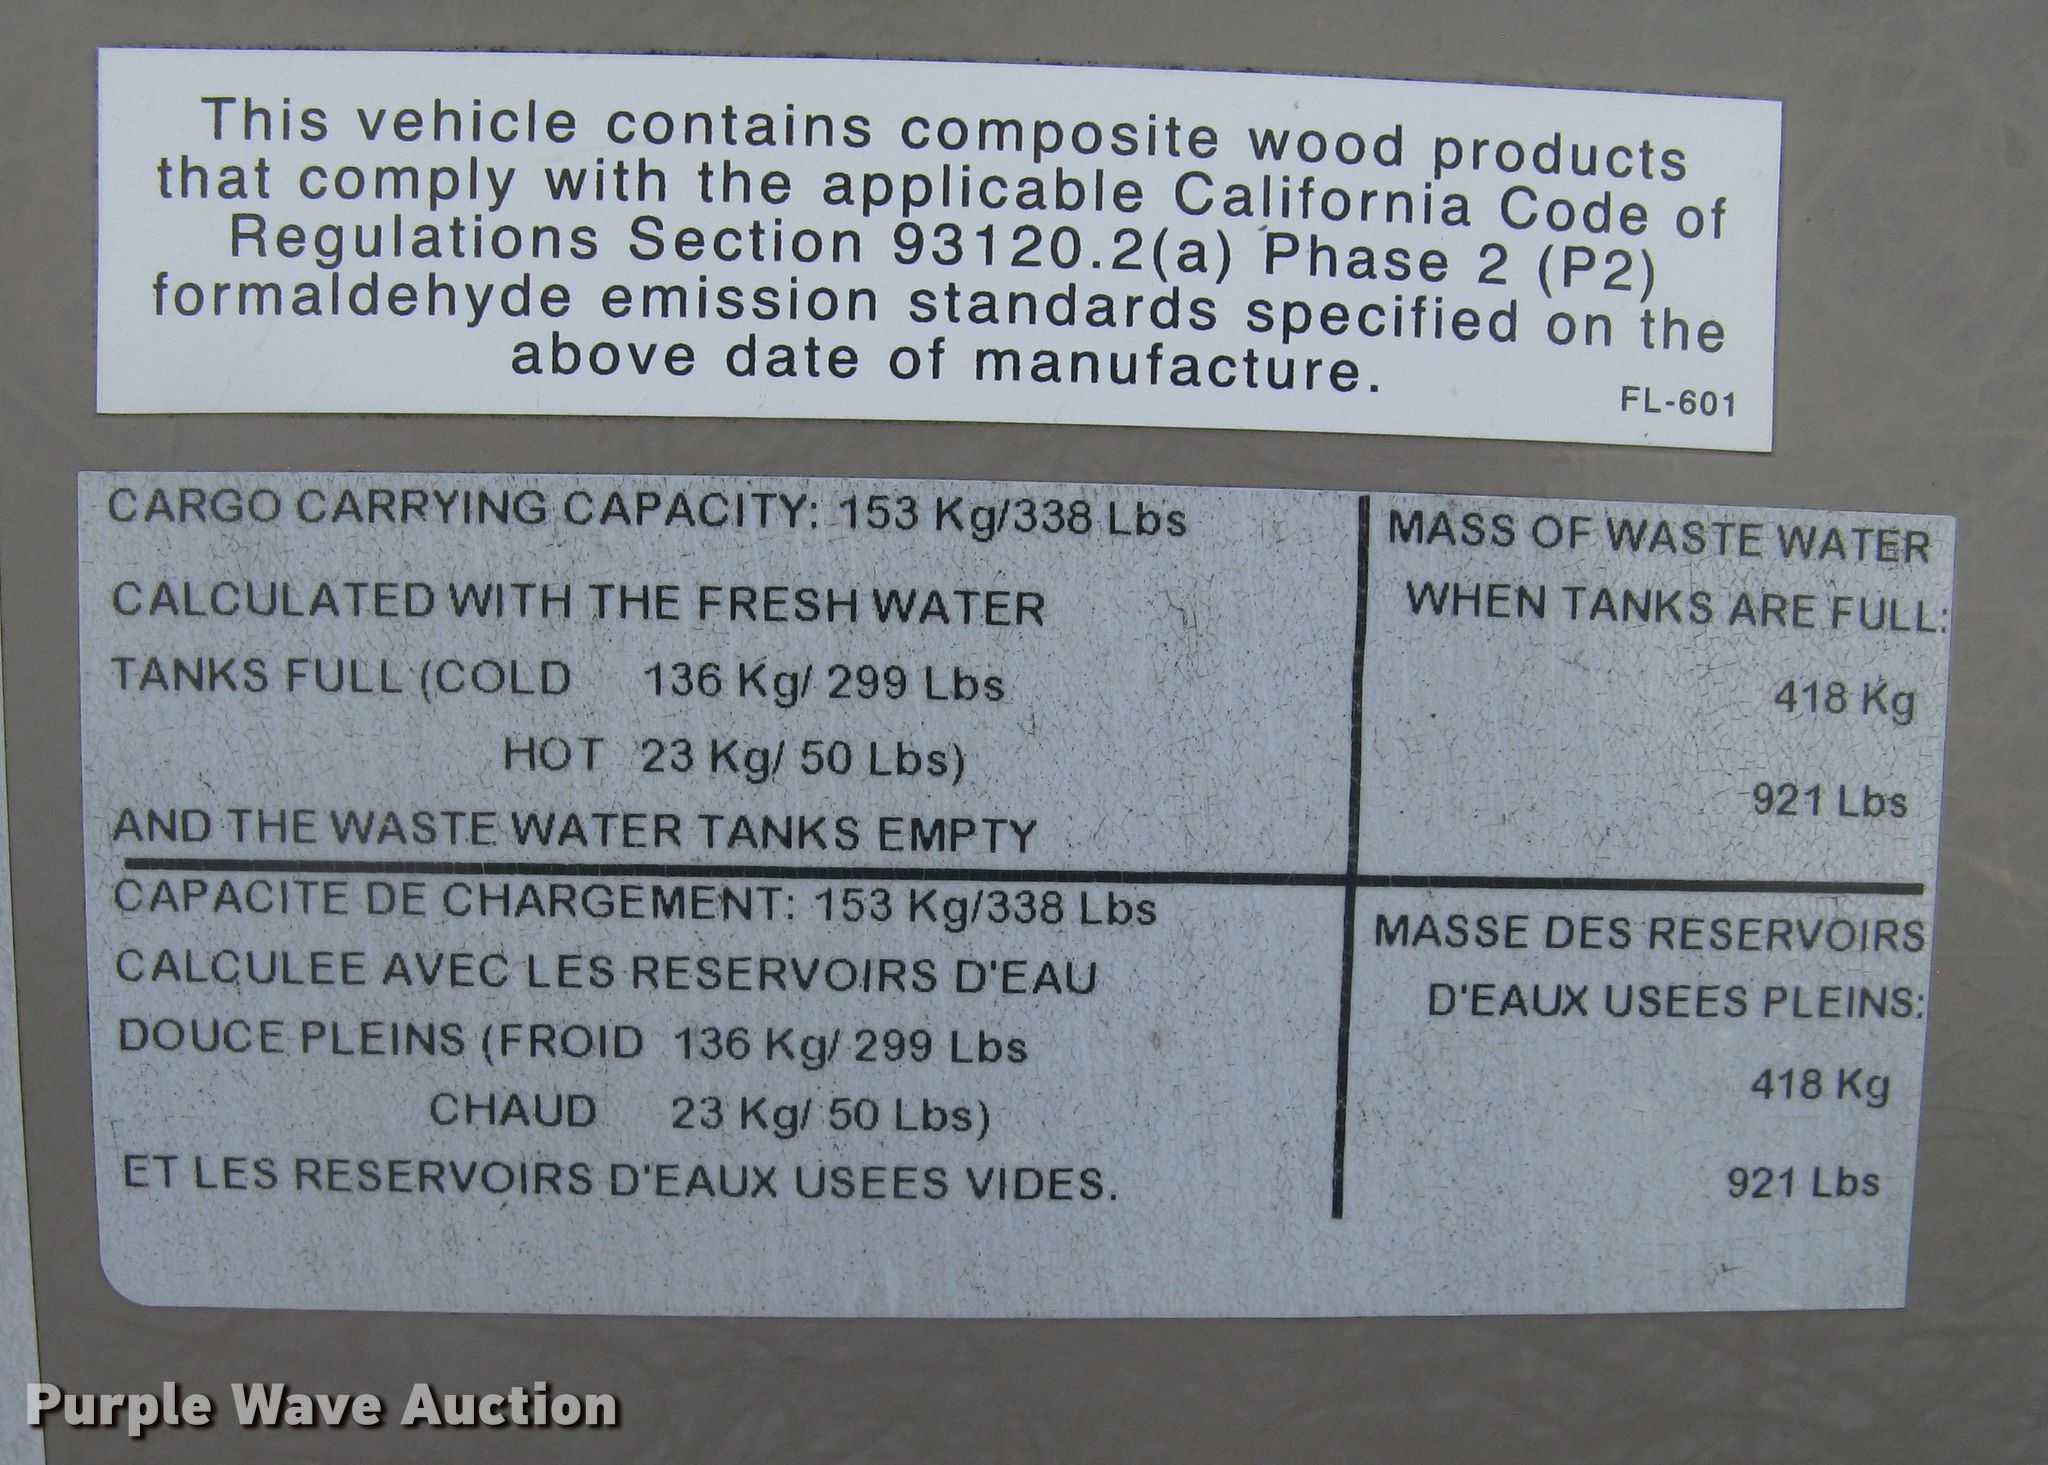 This vehicle contains composite wood products
that comply with the applicable California Code of
Regulations Section 93120.2(a) Phase 2 (P2)
formaldehyde emission standards specified on the
above date of manufacture.
FL-601
CARGO CARRYING CAPACITY: 153 Kg/338 Lbs
CALCULATED WITH THE FRESH WATER
TANKS FULL (COLD 136 Kg/ 299 Lbs
HOT 23 Kg/ 50 Lbs)
AND THE WASTE WATER TANKS EMPTY
MASS OF WASTE WATER
WHEN TANKS ARE FULL:
418 Kg
921 Lbs
CAPACITE DE CHARGEMENT: 153 Kg/338 Lbs
CALCULEE AVEC LES RESERVOIRS D'EAU
DOUCE PLEINS (FROID 136 Kg/ 299 Lbs
CHAUD 23 Kg/ 50 Lbs)
ET LES RESERVOIRS D'EAUX USEES VIDES.
MASSE DES RESERVOIRS
D'EAUX USEES PLEINS:
418 Kg
921 Lbs
Purple Wave Auction